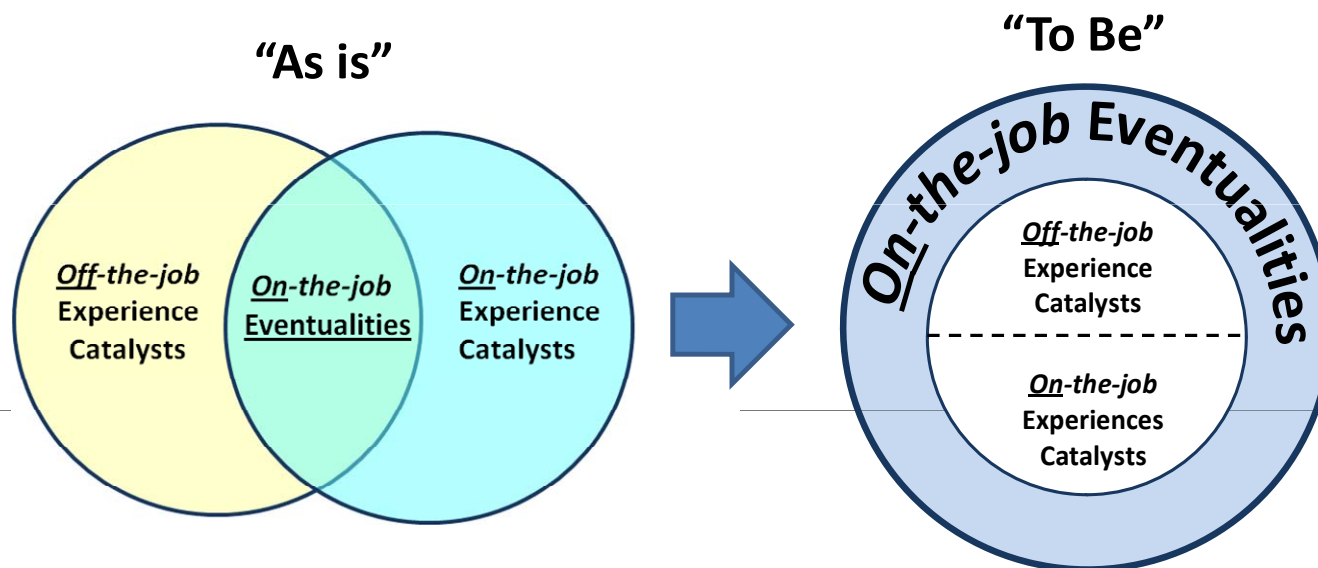 “As is”
Off-the-job
Experience
Catalysts
On-the-job
Eventualities
On-the-job
Experience
Catalysts
“To Be”
On-the-job Eventualities
Off-the-job
Experience
Catalysts
On-the-job
Experiences
Catalysts